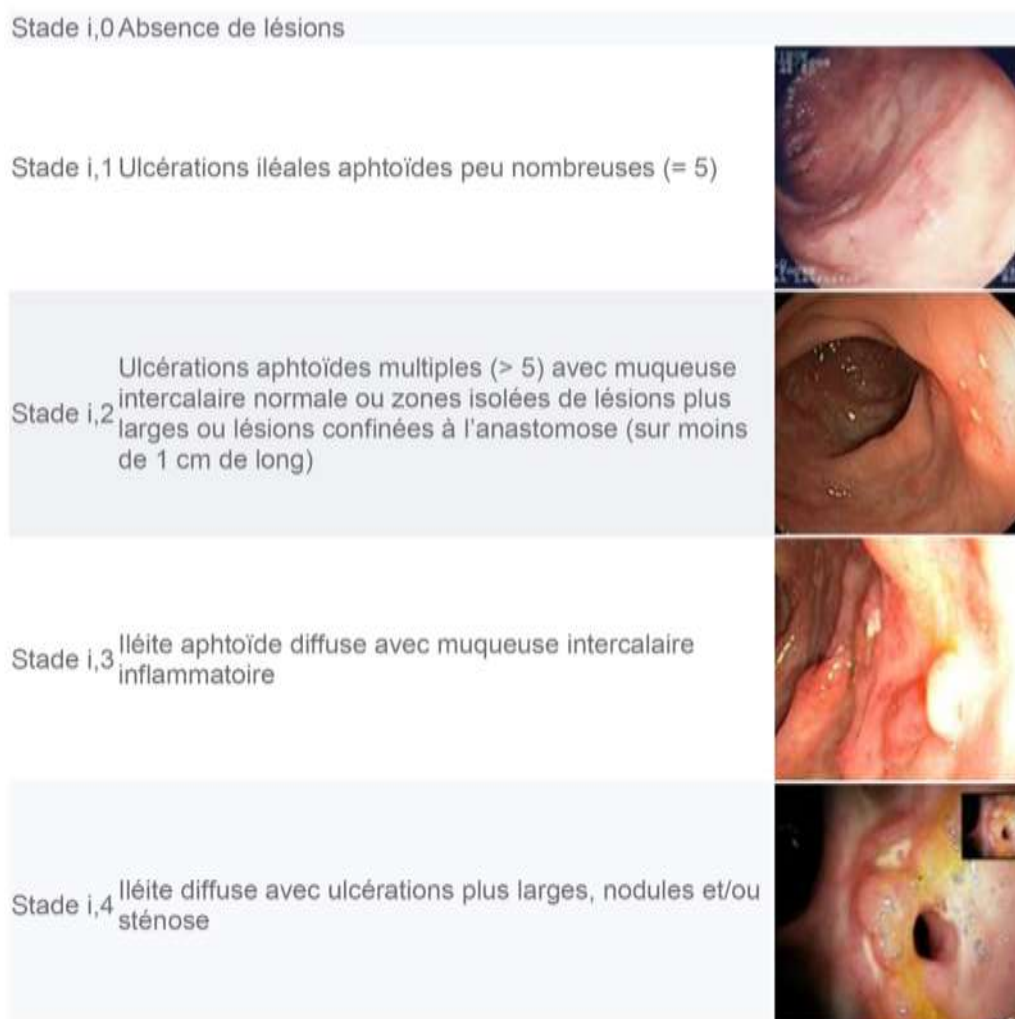 Stade i,0 Absence de lésions
Stade i,1 Ulcérations iléales aphtoïdes peu nombreuses (= 5)
Ulcérations aphtoïdes multiples (> 5) avec muqueuse
Stade i,2 intercalaire normale ou zones isolées de lésions plus
larges ou lésions confinées à l'anastomose (sur moins
de 1 cm de long)
Stade i,3 Iléite aphtoïde diffuse avec muqueuse intercalaire
inflammatoire
Stade i,4 Iléite diffuse avec ulcérations plus larges, nodules et/ou
sténose